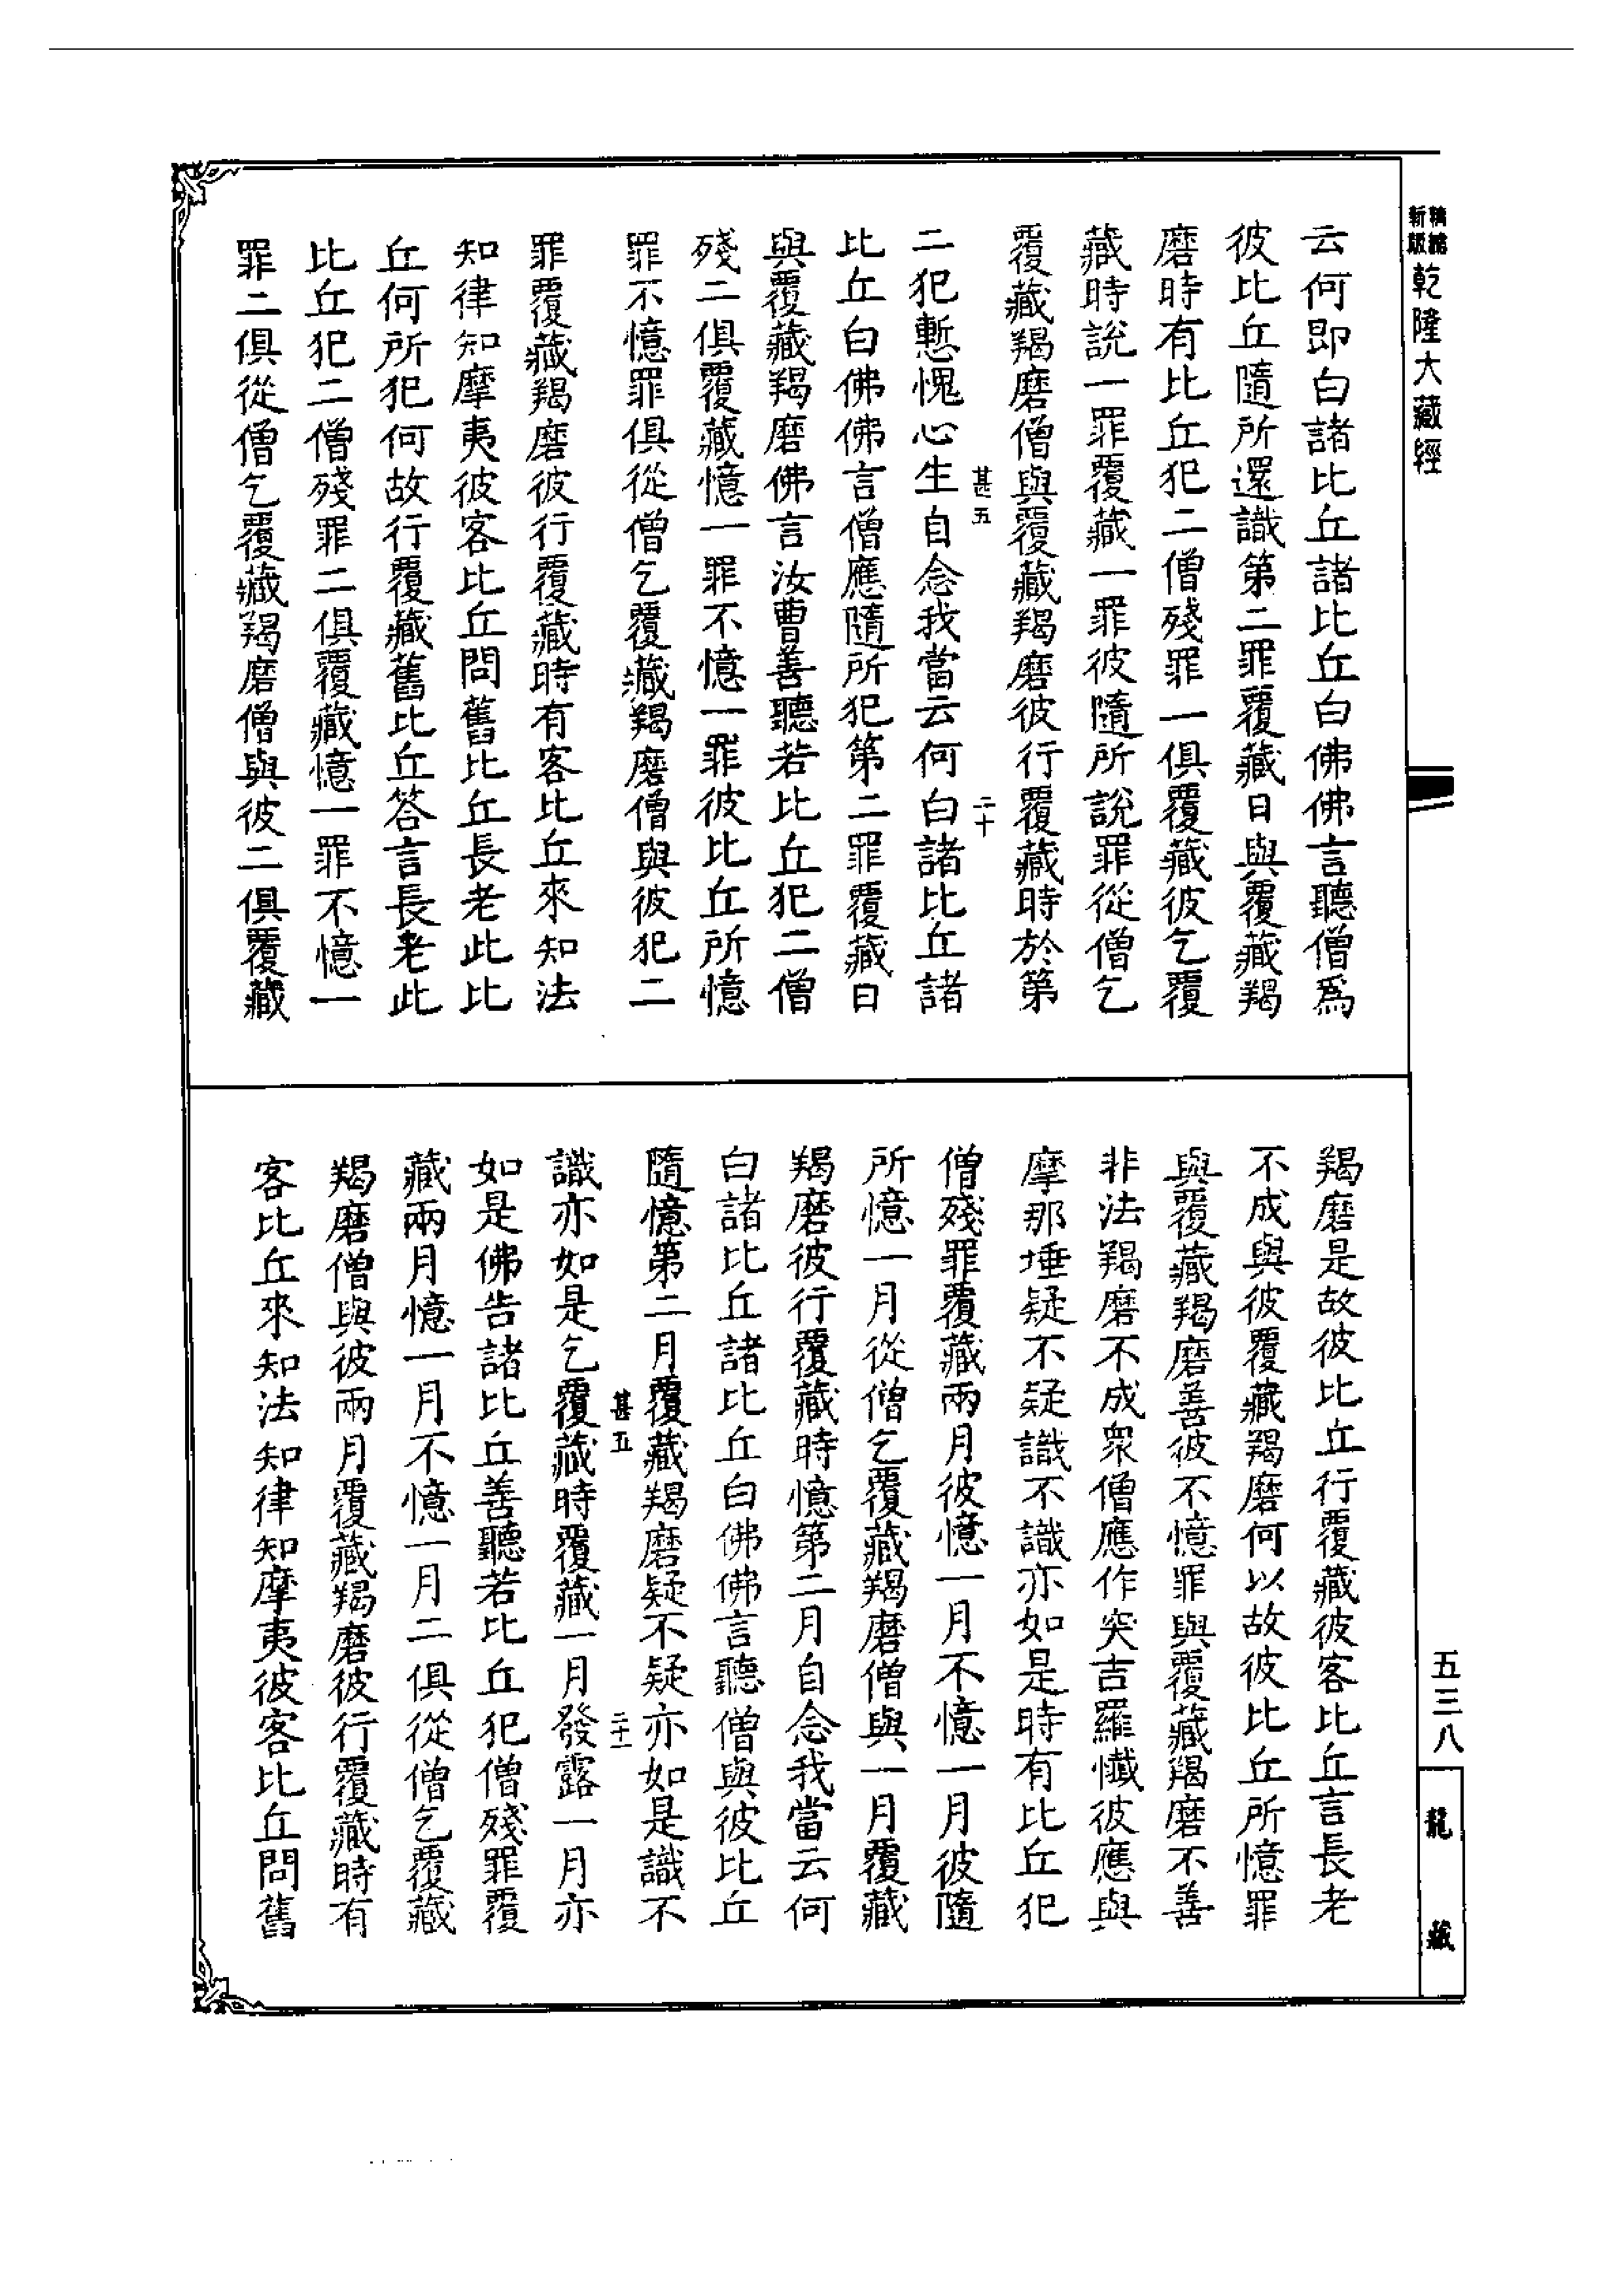 新版
精縮
乾隆大藏經
云何即白諸比丘諸比丘白佛佛言聽僧為
彼比丘隨所還識第二罪覆藏日與覆藏羯
磨時有比丘犯二僧殘罪一俱覆藏彼乞覆
藏時說一罪覆藏一罪彼隨所說罪從僧乞
覆藏羯磨僧與覆藏羯磨彼行覆藏時於第
甚五
二十
二犯慙愧心生自念我當云何白諸比丘諸
比丘白佛佛言僧應隨所犯第二罪覆藏日
與覆藏羯磨佛言汝曹善聽若比丘犯二僧
殘二俱覆藏憶一罪不憶一罪彼比丘所憶
罪不憶罪俱從僧乞覆藏羯磨僧與彼犯二
罪覆藏羯磨彼行覆藏時有客比丘來知法
知律知摩夷彼客比丘問舊比丘長老此比
丘何所犯何故行覆藏舊比丘答言長老此
比丘犯二僧殘罪二俱覆藏憶一罪不憶一
罪二俱從僧乞覆藏羯磨僧與彼二俱覆藏
羯磨是故彼比丘行覆藏彼客比丘言長老
不成與彼覆藏羯磨何以故彼比丘所憶罪
與覆藏羯磨善彼不憶罪與覆藏羯磨不善
非法羯磨不成眾僧應作突吉羅懺彼應與
摩那埵疑不疑識不識亦如是時有比丘犯
僧殘罪覆藏兩月彼憶一月不憶一月彼隨
所憶一月從僧乞覆藏羯磨僧與一月覆藏
羯磨彼行覆藏時憶第二月自念我當云何
白諸比丘諸比丘白佛佛言聽僧與彼比丘
隨憶第二月覆藏羯磨疑不疑亦如是識不
甚五
二十一
識亦如是乞覆藏時覆藏一月發露一月亦
如是佛告諸比丘善聽若比丘犯僧殘罪覆
藏兩月憶一月不憶一月二俱從僧乞覆藏
羯磨僧與彼兩月覆藏羯磨彼行覆藏時有
客比丘來知法知律知摩夷彼客比丘問舊
五三八
龍藏